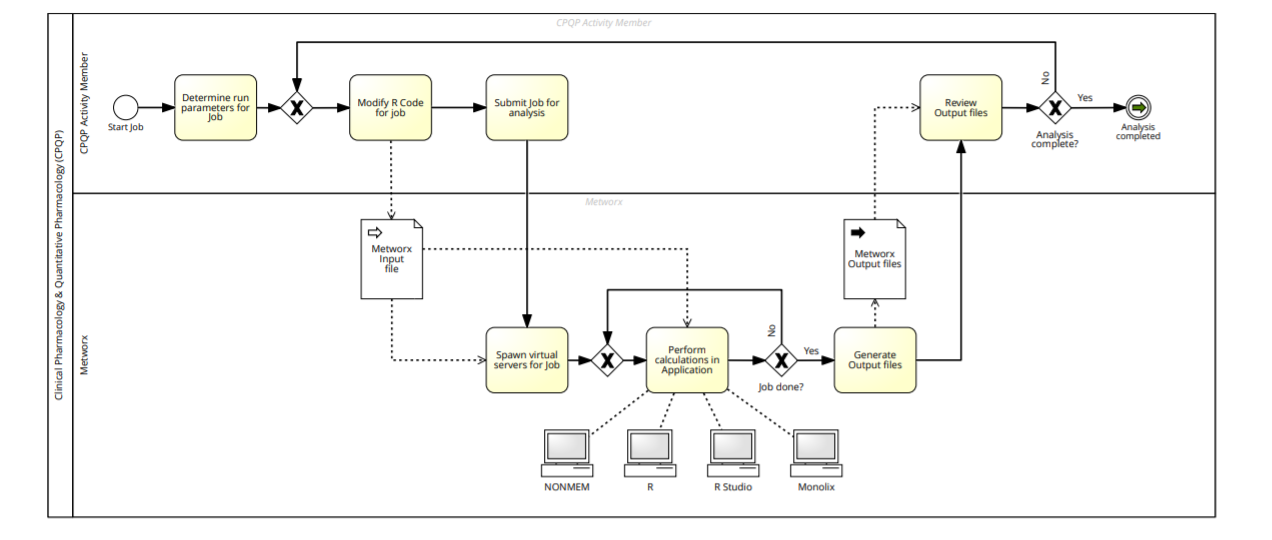 CPQP Activity Member
Clinical Pharmacology & Quantitative Pharmacology (CPQP)
CPQP Activity Member
Start Job
Determine run
parameters for
Job
Modify R Code
for job
Submit Job for
analysis
Review
Output files
No
Yes
Analysis
complete?
Analysis
completed
Metworx
Metworx
Metworx
Input
file
Metworx
Output files
Spawn virtual
servers for Job
Perform
calculations in
Application
No
Yes
Job done?
Generate
Output files
NONMEM
R
R Studio
Monolix